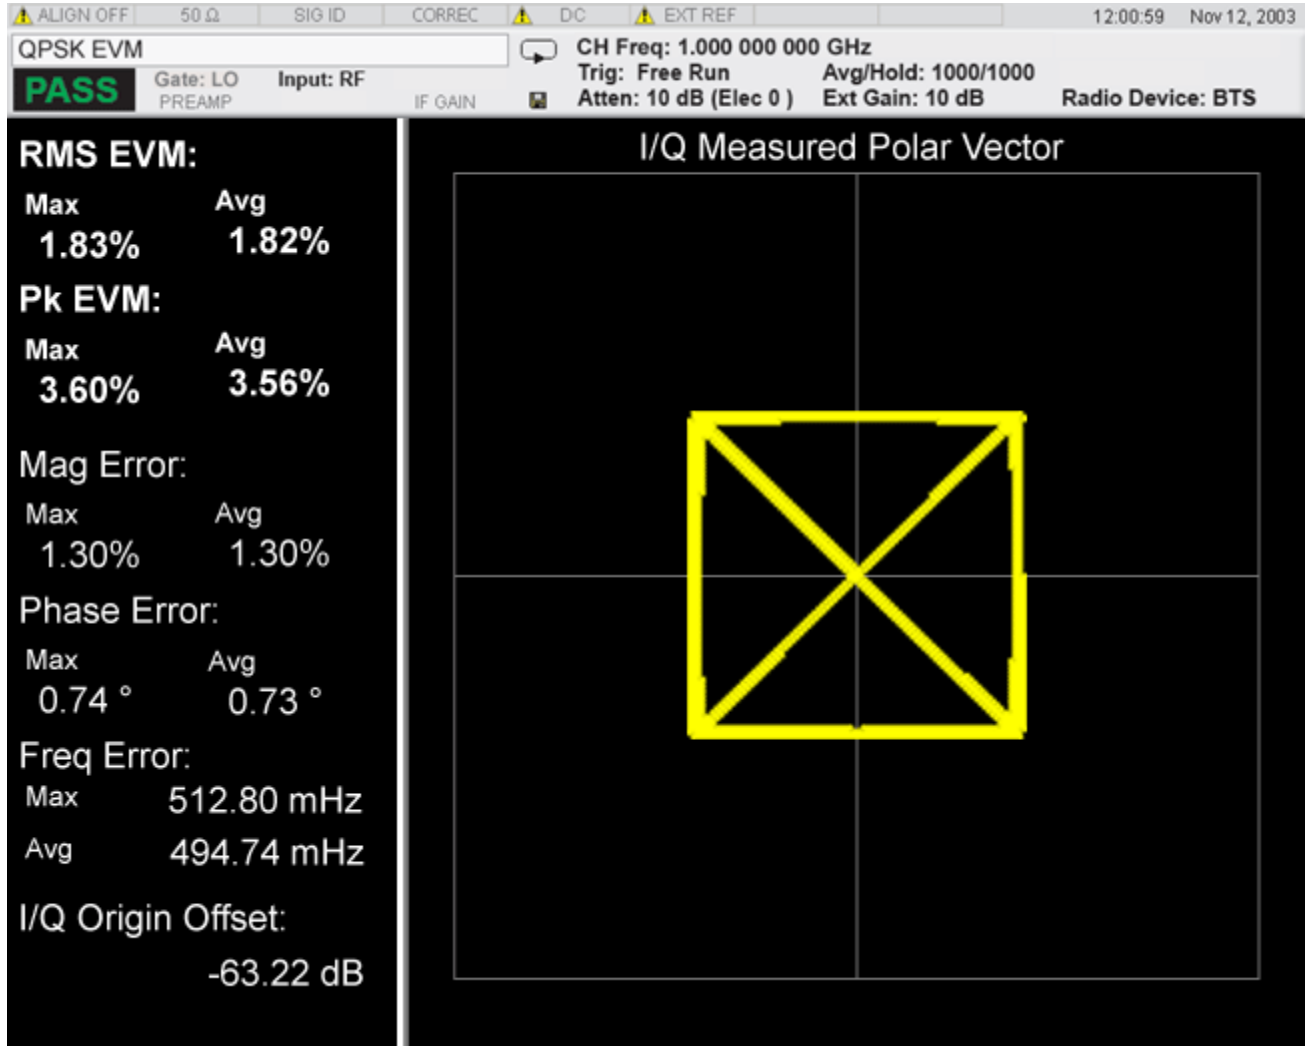 ALIGN OFF 50 Ω SIG ID CORREC DC EXT REF 12:00:59 Nov 12, 2003
QPSK EVM
PASS
Gate: LO
PREAMP
Input: RF
IF GAIN
CH Freq: 1.000 000 000 GHz
Trig: Free Run Avg/Hold: 1000/1000
Atten: 10 dB (Elec 0 ) Ext Gain: 10 dB Radio Device: BTS
RMS EVM:
Max Avg
1.83% 1.82%
Pk EVM:
Max Avg
3.60% 3.56%
Mag Error:
Max Avg
1.30% 1.30%
Phase Error:
Max Avg
0.74 ° 0.73 °
Freq Error:
Max 512.80 mHz
Avg 494.74 mHz
I/Q Origin Offset:
-63.22 dB
I/Q Measured Polar Vector